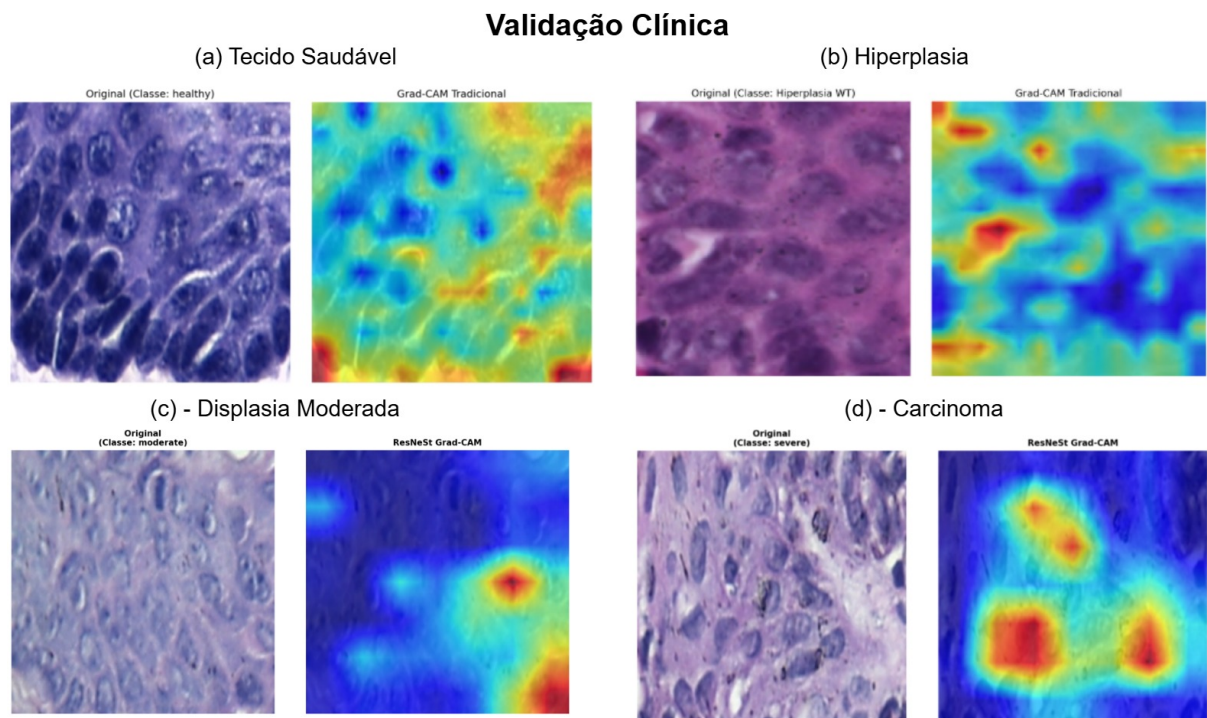 Validação Clínica
(a) Tecido Saudável
(b) Hiperplasia
Original (Classe: healthy)
Grad-CAM Tradicional
Original (Classe: Hiperplasia WT)
Grad-CAM Tradicional
(c) - Displasia Moderada
(d) - Carcinoma
Original
(Classe: moderate)
ResNeSt Grad-CAM
Original
(Classe: severe)
ResNeSt Grad-CAM